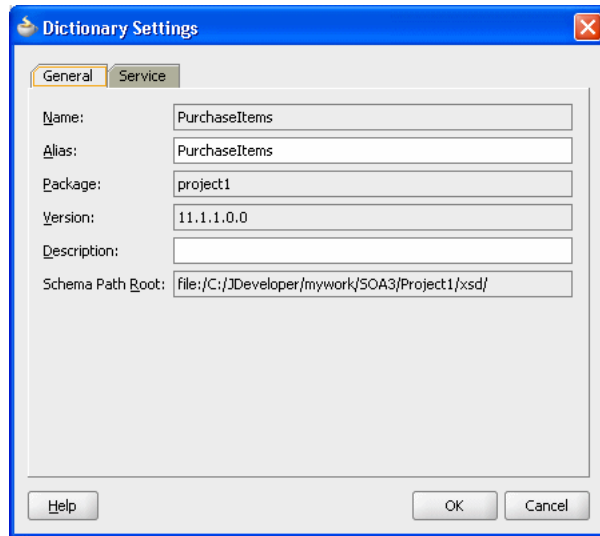 Dictionary Settings
General Service
Name: PurchaseItems
Alias: PurchaseItems
Package: project1
Version: 11.1.1.0.0
Description:
Schema Path Root: file:/C:/JDeveloper/mywork/SOA3/Project1/xsd/
Help OK Cancel